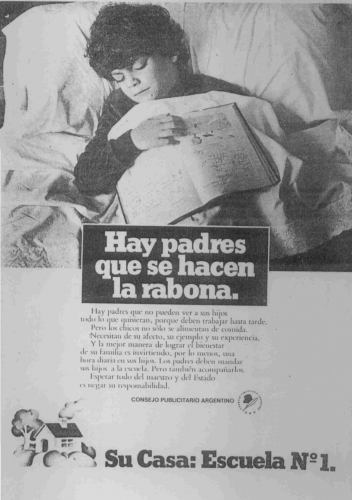 Hay padres
que se hacen
la rabona.
Hay padres que no pueden ver a sus hijos
todo lo que quisieran, porque deben trabajar hasta tarde.
Pero los chicos no sólo se alimentan de comida.
Necesitan de su afecto, su ejemplo y su experiencia.
Y la mejor manera de lograr el bienestar
de su familia es invirtiendo, por lo menos, una
hora diaria en sus hijos. Los padres deben mandar
sus hijos a la escuela. Pero también acompañarlos.
Esperar todo del maestro y del Estado
es negar su responsabilidad.
CONSEJO PUBLICITARIO ARGENTINO
Su Casa: Escuela Nº 1.